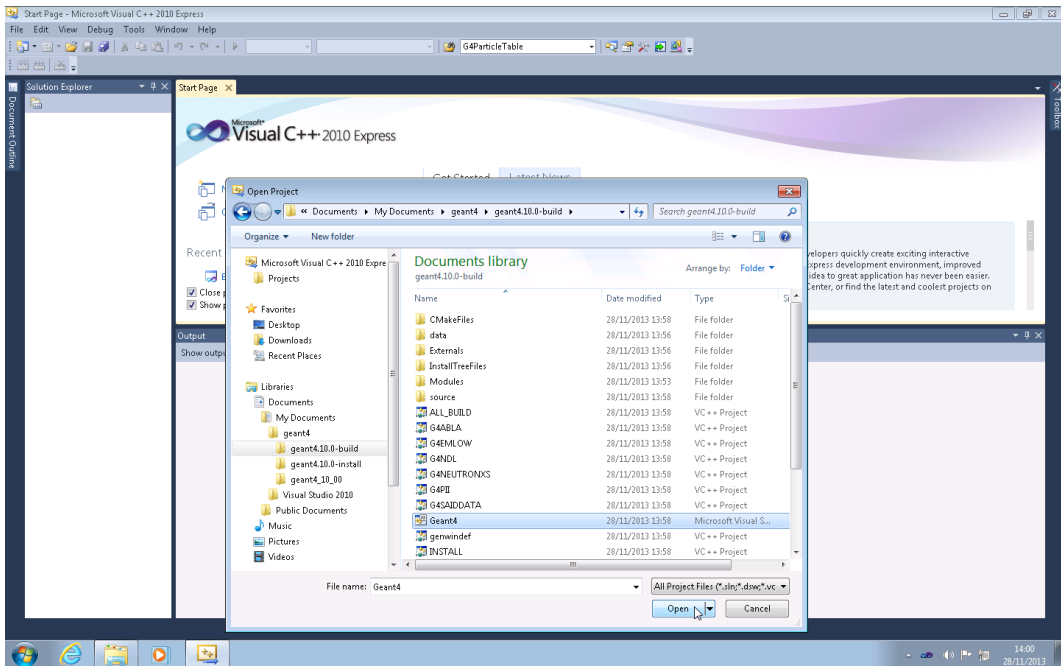 Start Page - Microsoft Visual C++ 2010 Express
File Edit View Debug Tools Window Help
G4ParticleTable
Document Outline
Solution Explorer
Start Page
Toolbox
Microsoft®
Visual C++ 2010 Express
Get Started Latest News
Open Project
« Documents ▸ My Documents ▸ geant4 ▸ geant4.10.0-build ▸
Search geant4.10.0-build
Organize New folder
Recent
Close
Show
Microsoft Visual C++ 2010 Expre
Projects
Favorites
Desktop
Downloads
Recent Places
Libraries
Documents
My Documents
geant4
geant4.10.0-build
geant4.10.0-install
geant4_10_00
Visual Studio 2010
Public Documents
Music
Pictures
Videos
Documents library
geant4.10.0-build
Arrange by: Folder
Name Date modified Type Si
CMakeFiles 28/11/2013 13:58 File folder
data 28/11/2013 13:56 File folder
Externals 28/11/2013 13:56 File folder
InstallTreeFiles 28/11/2013 13:56 File folder
Modules 28/11/2013 13:53 File folder
source 28/11/2013 13:58 File folder
ALL_BUILD 28/11/2013 13:58 VC++ Project
G4ABLA 28/11/2013 13:58 VC++ Project
G4EMLOW 28/11/2013 13:58 VC++ Project
G4NDL 28/11/2013 13:58 VC++ Project
G4NEUTRONXS 28/11/2013 13:58 VC++ Project
G4PII 28/11/2013 13:58 VC++ Project
G4SAIDDATA 28/11/2013 13:58 VC++ Project
Geant4 28/11/2013 13:58 Microsoft Visual S...
genwindef 28/11/2013 13:58 VC++ Project
INSTALL 28/11/2013 13:58 VC++ Project
File name: Geant4
All Project Files (*.sln;*.dsw;*.vc
Open Cancel
velopers quickly create exciting interactive
xpress development environment, improved
idea to great application has never been easier.
Center, or find the latest and coolest projects on
Output
Show outpu
14:00
28/11/2013